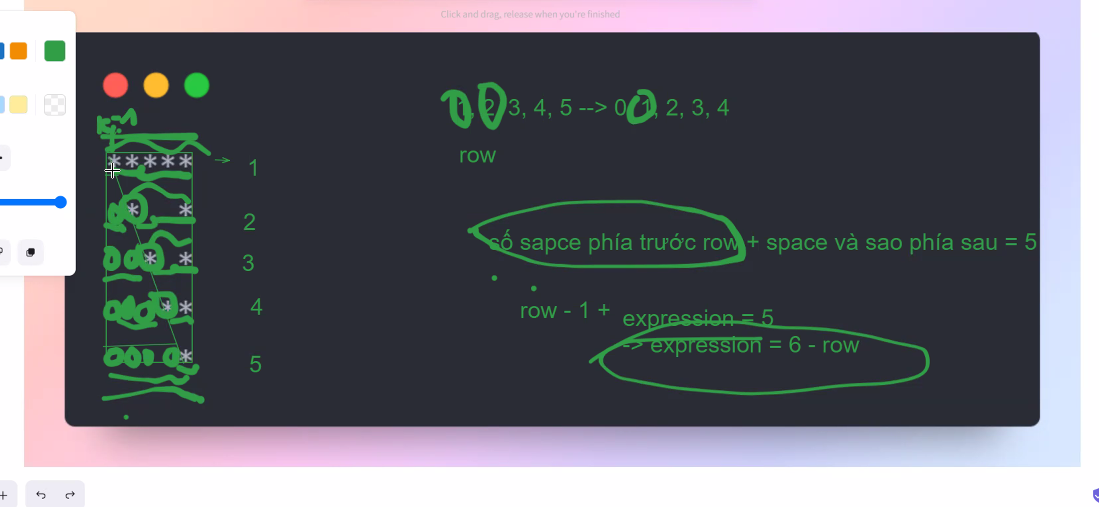 Click and drag, release when you're finished
2, 3, 4, 5 --> 0, 1, 2, 3, 4
row
***** 1
* * 2
* * 3
** 4
* 5
số sapce phía trước row + space và sao phía sau = 5
row - 1 + expression = 5
-> expression = 6 - row